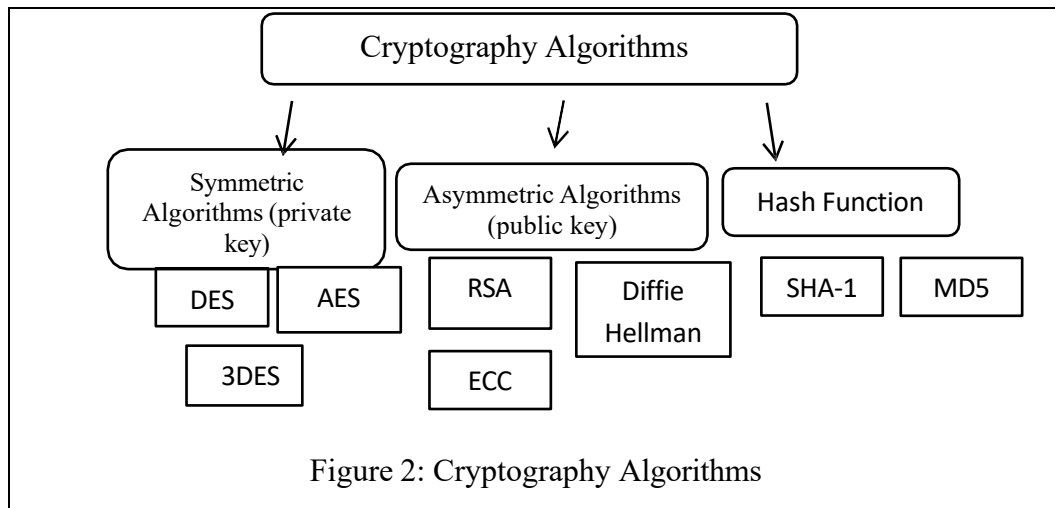 Cryptography Algorithms
Symmetric
Algorithms (private
key)
Asymmetric Algorithms
(public key)
Hash Function
DES
AES
3DES
RSA
Diffie
Hellman
ECC
SHA-1
MD5
Figure 2: Cryptography Algorithms